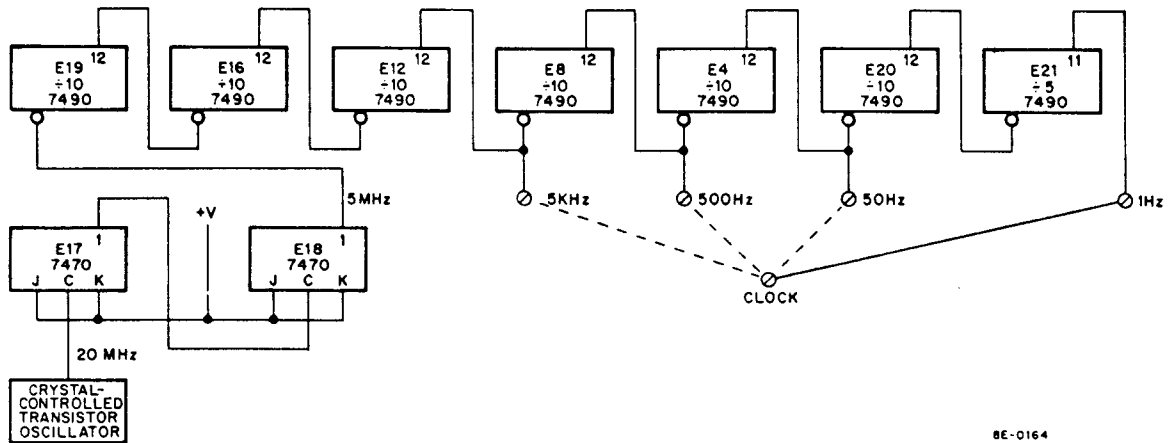 12
E19
÷10
7490
12
E16
÷10
7490
12
E12
÷10
7490
12
E8
÷10
7490
12
E4
÷10
7490
12
E20
÷10
7490
11
E21
÷5
7490
5MHz
5KHz
500Hz
50Hz
1Hz
+V
1
E17
7470
J C K
1
E18
7470
J C K
CLOCK
20 MHz
CRYSTAL-
CONTROLLED
TRANSISTOR
OSCILLATOR
8E-0164